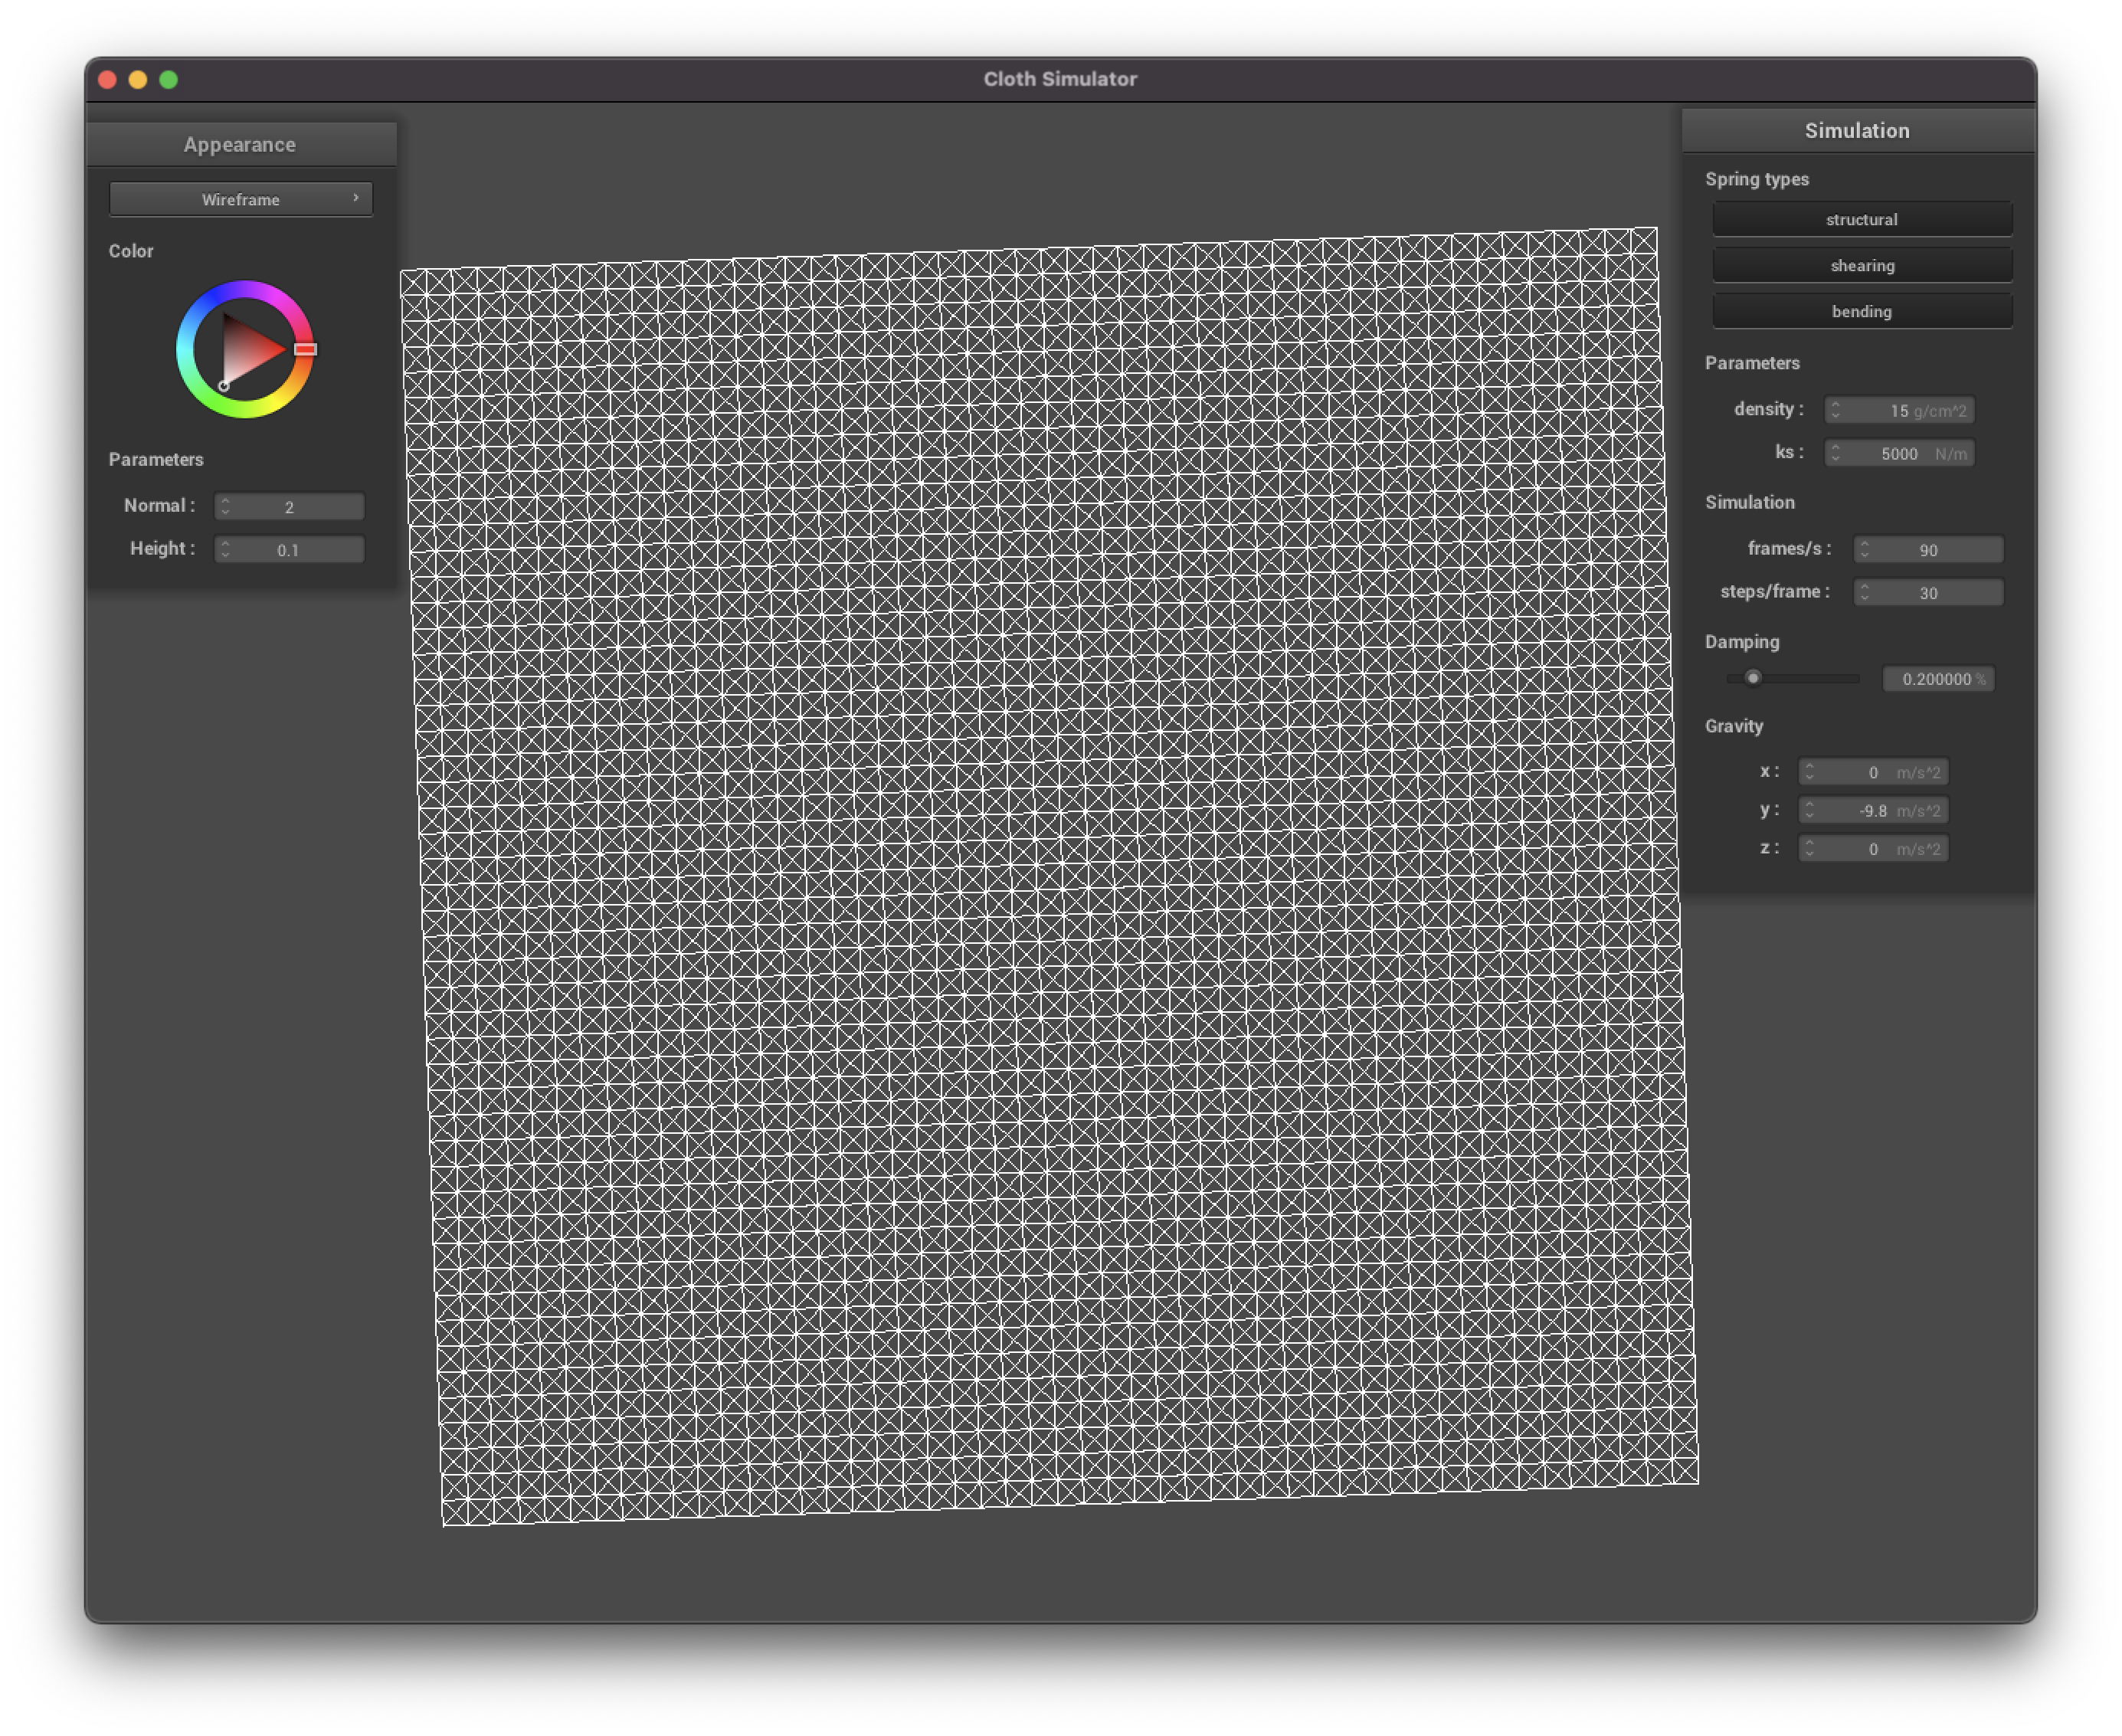 Cloth Simulator
Appearance
Wireframe
Color
Parameters
Normal : 2
Height : 0.1
Simulation
Spring types
structural
shearing
bending
Parameters
density : 15 g/cm^2
ks : 5000 N/m
Simulation
frames/s : 90
steps/frame : 30
Damping
0.200000 %
Gravity
x : 0 m/s^2
y : -9.8 m/s^2
z : 0 m/s^2